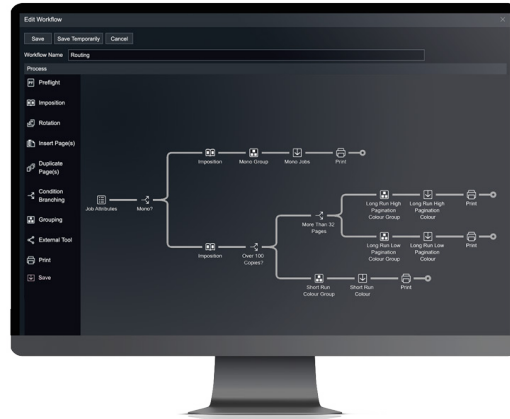 Edit Workflow
Save Save Temporarily Cancel
Workflow Name Routing
Process
Preflight
Imposition
Rotation
Insert Page(s)
Duplicate
Page(s)
Condition
Branching
Grouping
External Tool
Print
Save
Job Attributes
Mono?
Imposition
Mono Group
Mono Jobs
Print
Imposition
Over 100
Copies?
More Than 32
Pages
Long Run High
Pagination
Colour Group
Long Run High
Pagination
Colour
Print
Long Run Low
Pagination
Colour Group
Long Run Low
Pagination
Colour
Print
Short Run
Colour Group
Short Run
Colour
Print